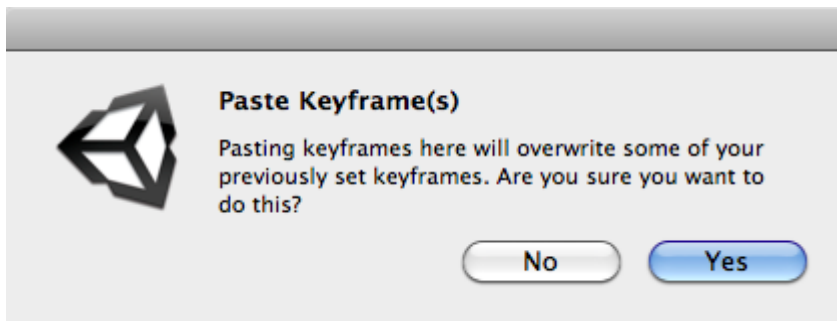 Paste Keyframe(s)
Pasting keyframes here will overwrite some of your
previously set keyframes. Are you sure you want to
do this?
No
Yes